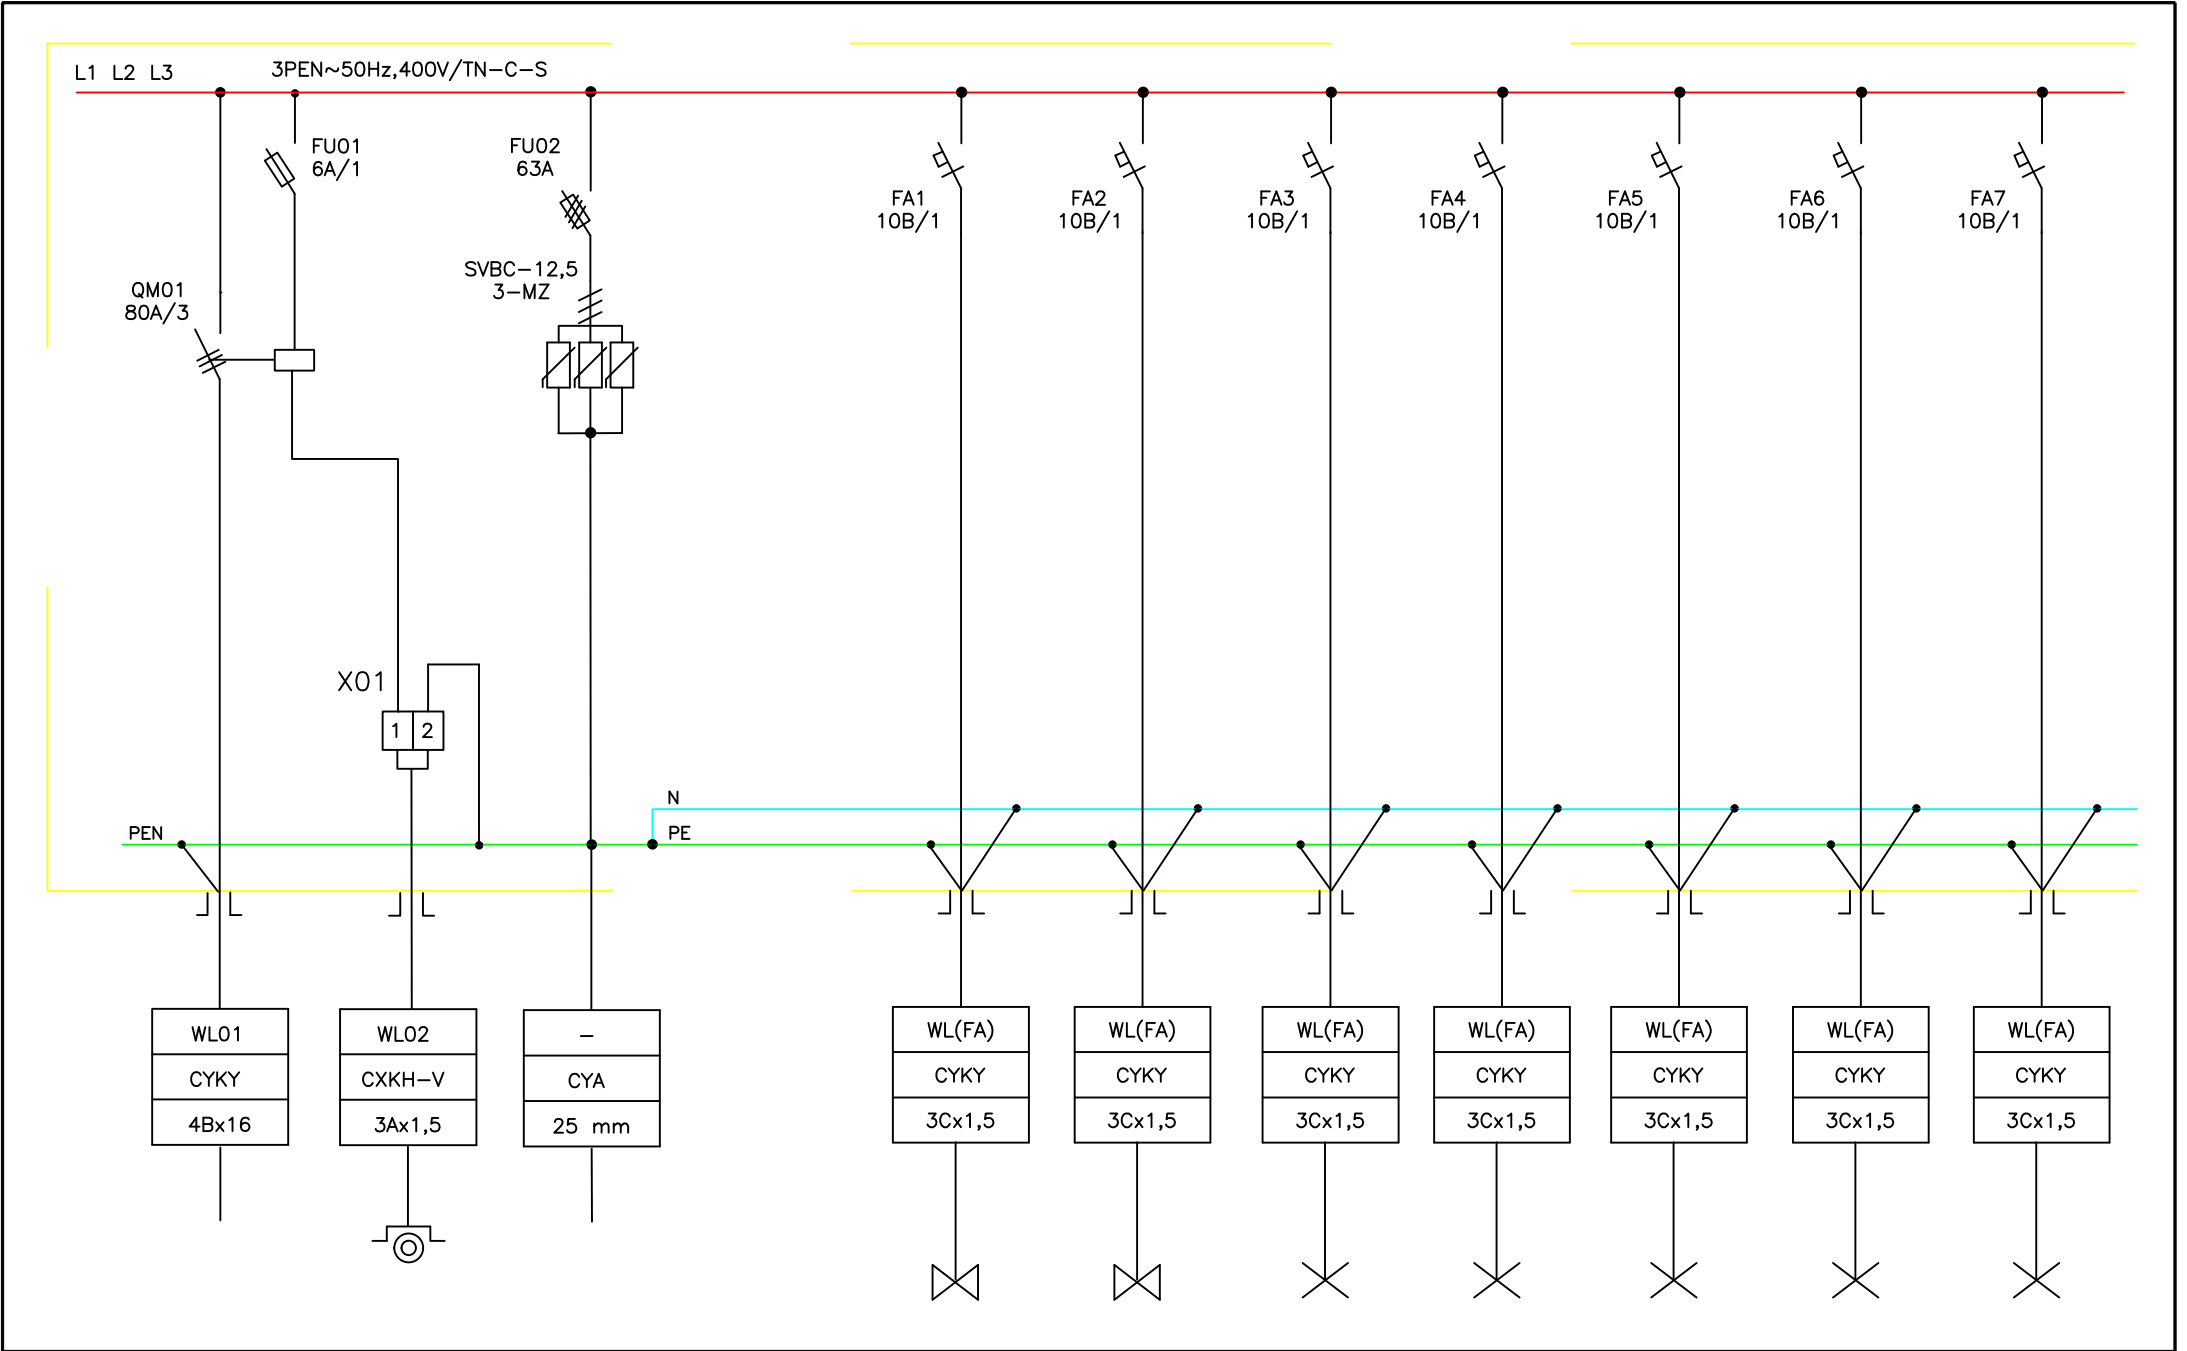 L1 L2 L3
3PEN~50Hz,400V/TN-C-S
FU01
6A/1
FU02
63A
FA1
10B/1
FA2
10B/1
FA3
10B/1
FA4
10B/1
FA5
10B/1
FA6
10B/1
FA7
10B/1
SVBC-12,5
3-MZ
QM01
80A/3
X01
1 2
N
PEN
PE
WL01
CYKY
4Bx16
WL02
CXKH-V
3Ax1,5
-
CYA
25 mm
WL(FA)
CYKY
3Cx1,5
WL(FA)
CYKY
3Cx1,5
WL(FA)
CYKY
3Cx1,5
WL(FA)
CYKY
3Cx1,5
WL(FA)
CYKY
3Cx1,5
WL(FA)
CYKY
3Cx1,5
WL(FA)
CYKY
3Cx1,5